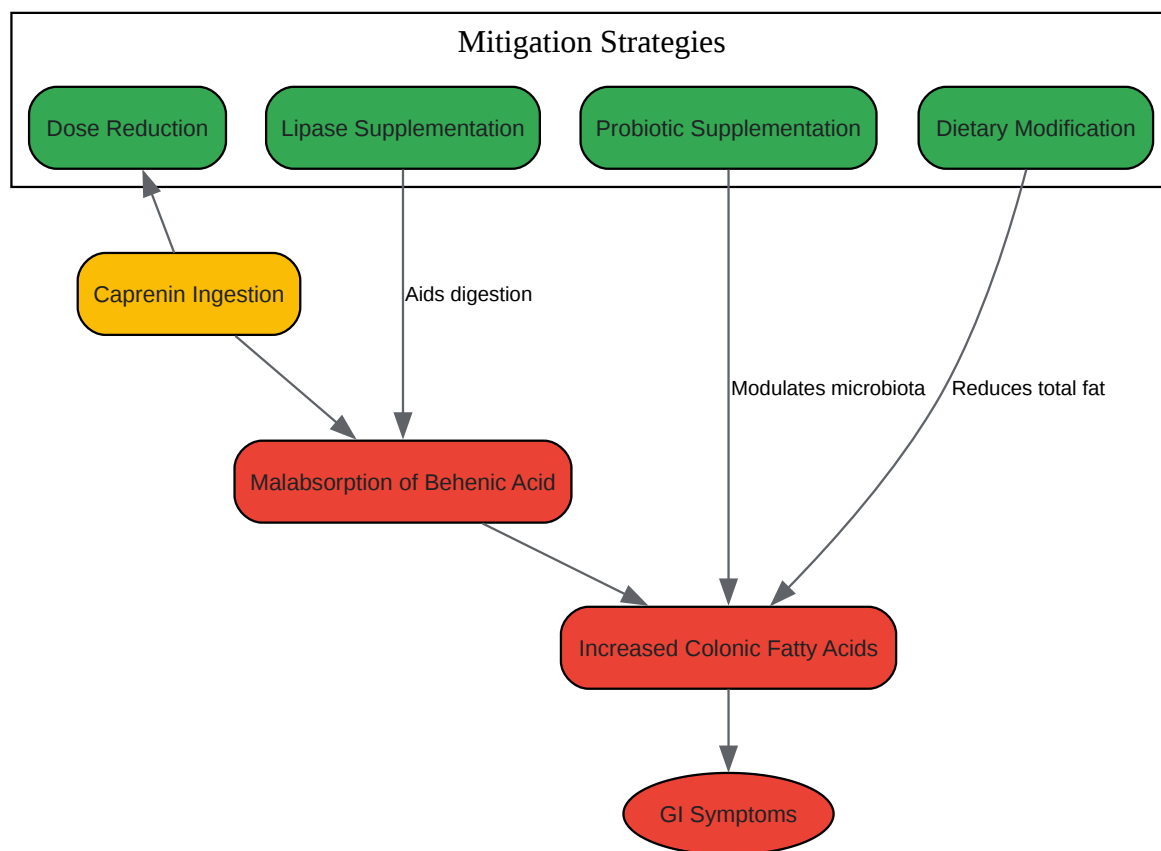 Mitigation Strategies
Dose Reduction
Lipase Supplementation
Probiotic Supplementation
Dietary Modification
Caprenin Ingestion
Aids digestion
Modulates microbiota
Reduces total fat
Malabsorption of Behenic Acid
Increased Colonic Fatty Acids
GI Symptoms